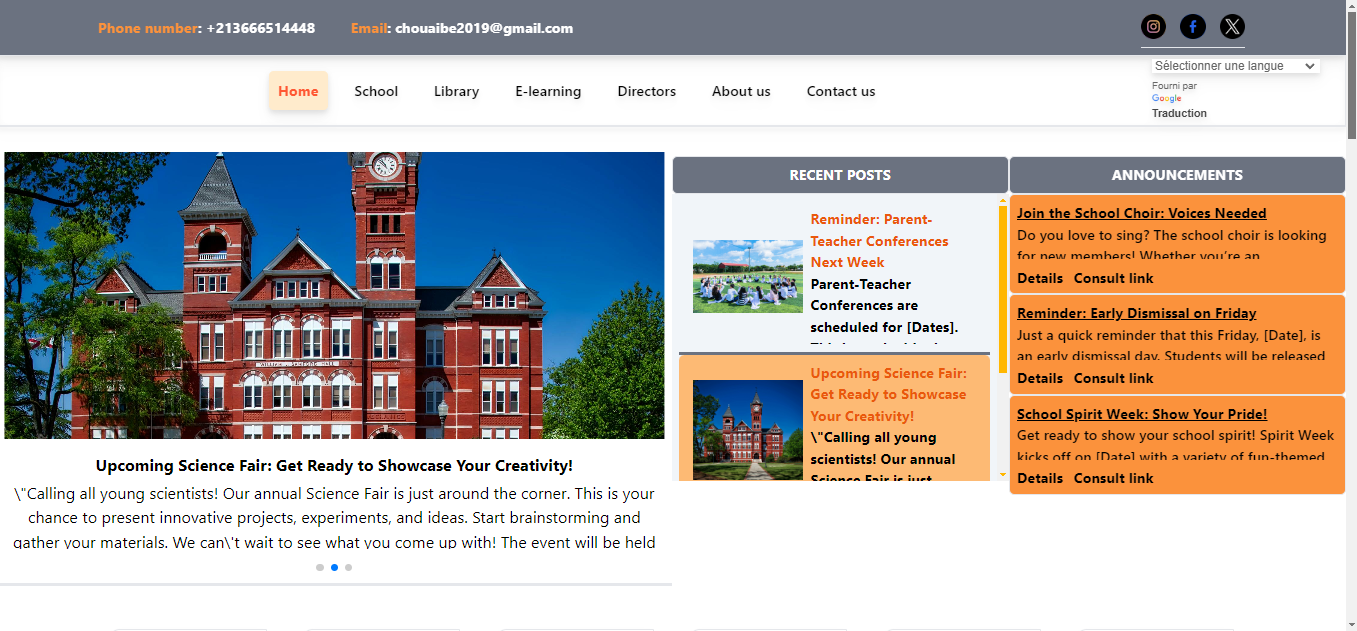 Phone number: +213666514448 Email: chouaibe2019@gmail.com
Sélectionner une langue
Fourni par
Google
Traduction
Home School Library E-learning Directors About us Contact us
Upcoming Science Fair: Get Ready to Showcase Your Creativity!
\"Calling all young scientists! Our annual Science Fair is just around the corner. This is your
chance to present innovative projects, experiments, and ideas. Start brainstorming and
gather your materials. We can\'t wait to see what you come up with! The event will be held
RECENT POSTS
Reminder: Parent-
Teacher Conferences
Next Week
Parent-Teacher
Conferences are
scheduled for [Dates].
Upcoming Science Fair:
Get Ready to Showcase
Your Creativity!
\"Calling all young
scientists! Our annual
Science Fair is just
ANNOUNCEMENTS
Join the School Choir: Voices Needed
Do you love to sing? The school choir is looking
for new members! Whether you're an
Details Consult link
Reminder: Early Dismissal on Friday
Just a quick reminder that this Friday, [Date], is
an early dismissal day. Students will be released
Details Consult link
School Spirit Week: Show Your Pride!
Get ready to show your school spirit! Spirit Week
kicks off on [Date] with a variety of fun-themed
Details Consult link